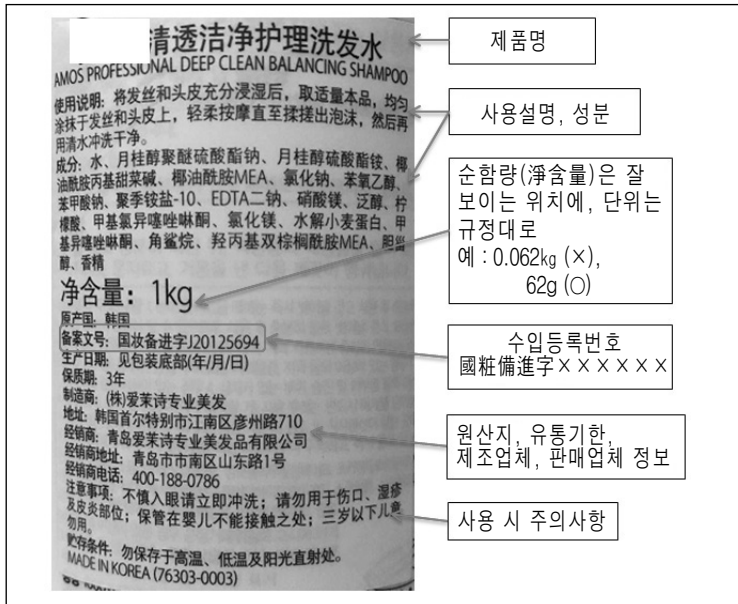 清透洁净护理洗发水
AMOS PROFESSIONAL DEEP CLEAN BALANCING SHAMPOO
使用说明: 将发丝和头皮充分浸湿后，取适量本品，均匀
涂抹于发丝和头皮上，轻柔按摩直至揉搓出泡沫，然后再
用清水冲洗干净。
成分: 水、月桂醇聚醚硫酸酯钠、月桂醇硫酸酯铵、椰
油酰胺丙基甜菜碱、椰油酰胺MEA、氯化钠、苯氧乙醇、
苯甲酸钠、聚季铵盐-10、EDTA二钠、硝酸镁、泛醇、柠
檬酸、甲基氯异噻唑啉酮、氯化镁、水解小麦蛋白、甲
基异噻唑啉酮、角鲨烷、羟丙基双棕榈酰胺MEA、胆甾
醇、香精
净含量: 1kg
原产国: 韩国
备案文号: 国妆备进字J20125694
生产日期: 见包装底部(年/月/日)
保质期: 3年
制造商: (株)爱茉诗专业美发
地址: 韩国首尔特别市江南区彦州路710
经销商: 青岛爱茉诗专业美发品有限公司
经销商地址: 青岛市市南区山东路1号
经销商电话: 400-188-0786
注意事项: 不慎入眼请立即冲洗；请勿用于伤口、湿疹
及皮炎部位；保管在婴儿不能接触之处；三岁以下儿童
勿用。
贮存条件: 勿保存于高温、低温及阳光直射处。
MADE IN KOREA (76303-0003)
제품명
사용설명, 성분
순함량(淨含量)은 잘
보이는 위치에, 단위는
규정대로
예 : 0.062kg (×),
62g (○)
수입등록번호
國粧備進字××××××
원산지, 유통기한,
제조업체, 판매업체 정보
사용 시 주의사항